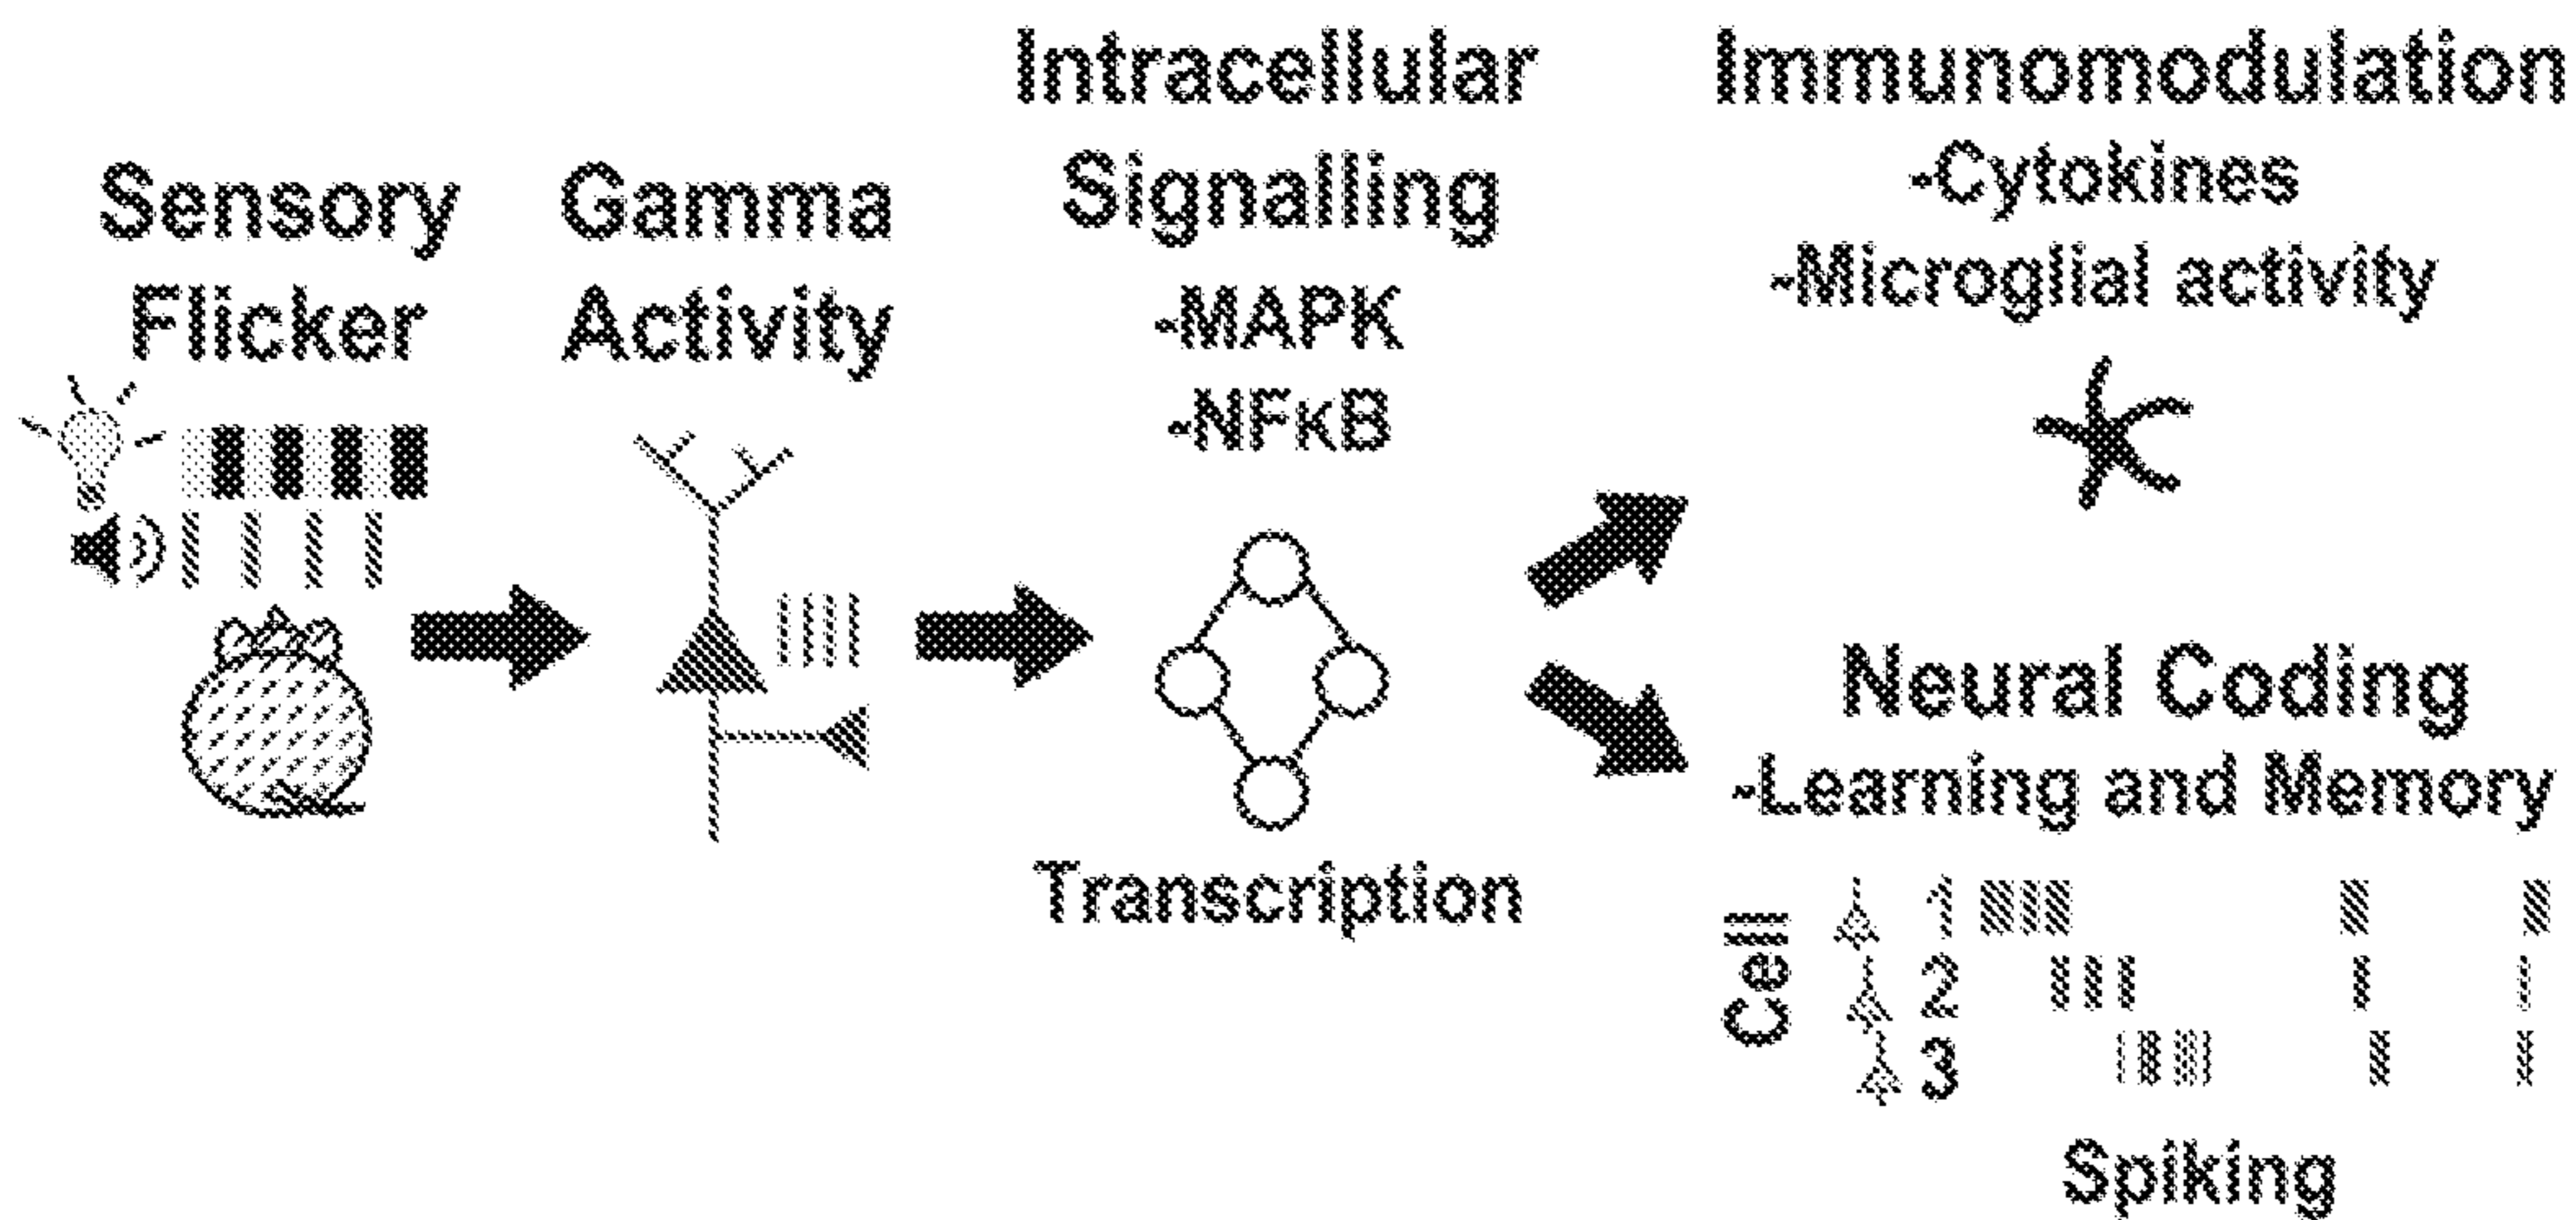 Sensory
Flicker
Gamma
Activity
Intracellular
Signalling
-MAPK
-NFκB
Transcription
Immunomodulation
-Cytokines
-Microglial activity
Neural Coding
-Learning and Memory
Cell
1
2
3
Spiking